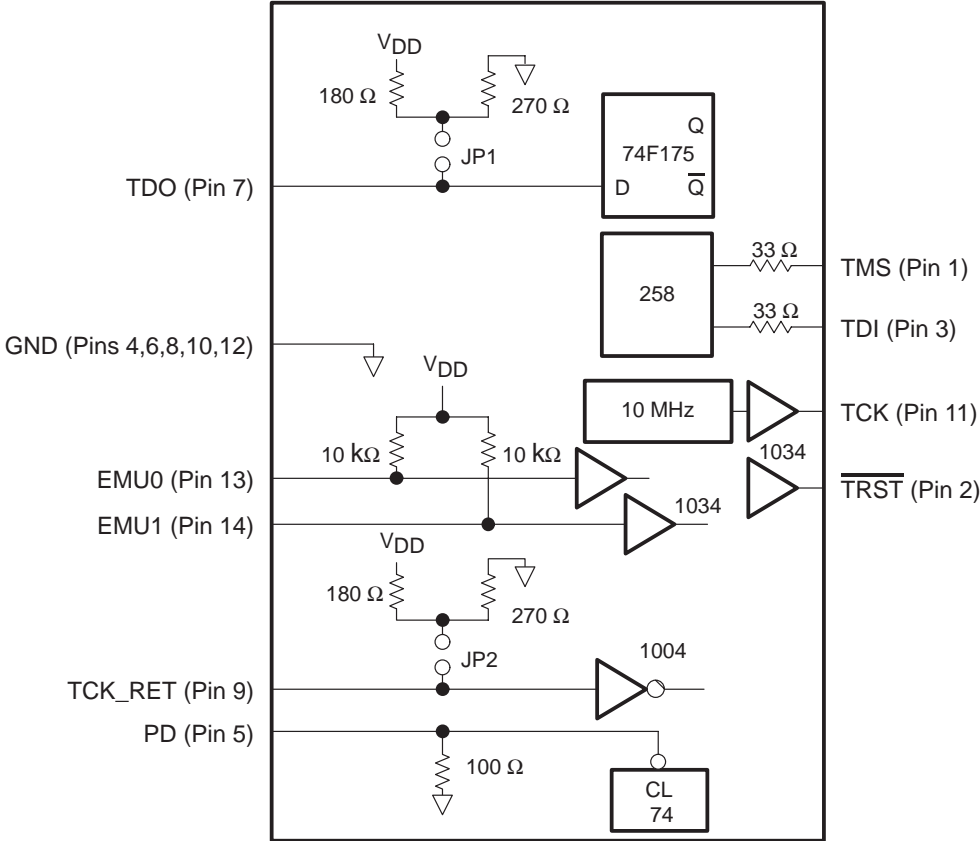 VDD
180 Ω
270 Ω
JP1
TDO (Pin 7)
Q
74F175
D
Q̅
258
33 Ω
TMS (Pin 1)
33 Ω
TDI (Pin 3)
GND (Pins 4,6,8,10,12)
VDD
10 MHz
TCK (Pin 11)
10 kΩ
10 kΩ
1034
EMU0 (Pin 13)
T̅R̅S̅T̅ (Pin 2)
1034
EMU1 (Pin 14)
VDD
180 Ω
270 Ω
JP2
1004
TCK_RET (Pin 9)
PD (Pin 5)
100 Ω
CL
74